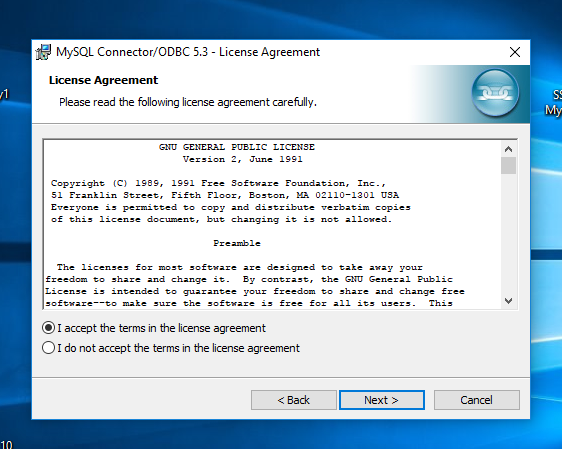 MySQL Connector/ODBC 5.3 - License Agreement
License Agreement
Please read the following license agreement carefully.
y1
SS
My
GNU GENERAL PUBLIC LICENSE
Version 2, June 1991
Copyright (C) 1989, 1991 Free Software Foundation, Inc.,
51 Franklin Street, Fifth Floor, Boston, MA 02110-1301 USA
Everyone is permitted to copy and distribute verbatim copies
of this license document, but changing it is not allowed.
Preamble
The licenses for most software are designed to take away your
freedom to share and change it.  By contrast, the GNU General Public
License is intended to guarantee your freedom to share and change free
software--to make sure the software is free for all its users.  This
I accept the terms in the license agreement
I do not accept the terms in the license agreement
< Back
Next >
Cancel
10